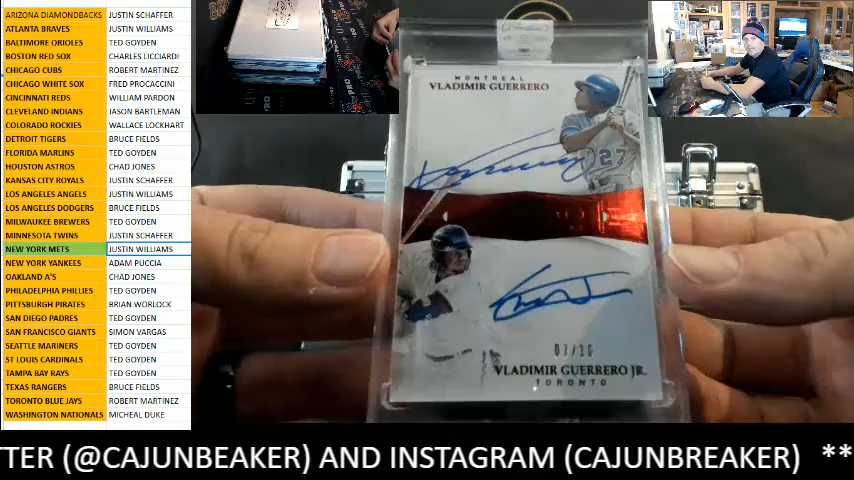 ARIZONA DIAMONDBACKS JUSTIN SCHAFFER
ATLANTA BRAVES JUSTIN WILLIAMS
BALTIMORE ORIOLES TED GOYDEN
BOSTON RED SOX CHARLES LICCIARDI
CHICAGO CUBS ROBERT MARTINEZ
CHICAGO WHITE SOX FRED PROCACCINI
CINCINNATI REDS WILLIAM PARDON
CLEVELAND INDIANS JASON BARTLEMAN
COLORADO ROCKIES WALLACE LOCKHART
DETROIT TIGERS BRUCE FIELDS
FLORIDA MARLINS TED GOYDEN
HOUSTON ASTROS CHAD JONES
KANSAS CITY ROYALS JUSTIN SCHAFFER
LOS ANGELES ANGELS JUSTIN WILLIAMS
LOS ANGELES DODGERS BRUCE FIELDS
MILWAUKEE BREWERS TED GOYDEN
MINNESOTA TWINS JUSTIN SCHAFFER
NEW YORK METS JUSTIN WILLIAMS
NEW YORK YANKEES ADAM PUCCIA
OAKLAND A'S CHAD JONES
PHILADELPHIA PHILLIES TED GOYDEN
PITTSBURGH PIRATES BRIAN WORLOCK
SAN DIEGO PADRES TED GOYDEN
SAN FRANCISCO GIANTS SIMON VARGAS
SEATTLE MARINERS TED GOYDEN
ST LOUIS CARDINALS TED GOYDEN
TAMPA BAY RAYS TED GOYDEN
TEXAS RANGERS BRUCE FIELDS
TORONTO BLUE JAYS ROBERT MARTINEZ
WASHINGTON NATIONALS MICHEAL DUKE
MONTREAL
VLADIMIR GUERRERO
27
07/10
VLADIMIR GUERRERO JR.
TORONTO
TTER (@CAJUNBEAKER) AND INSTAGRAM (CAJUNBREAKER) **